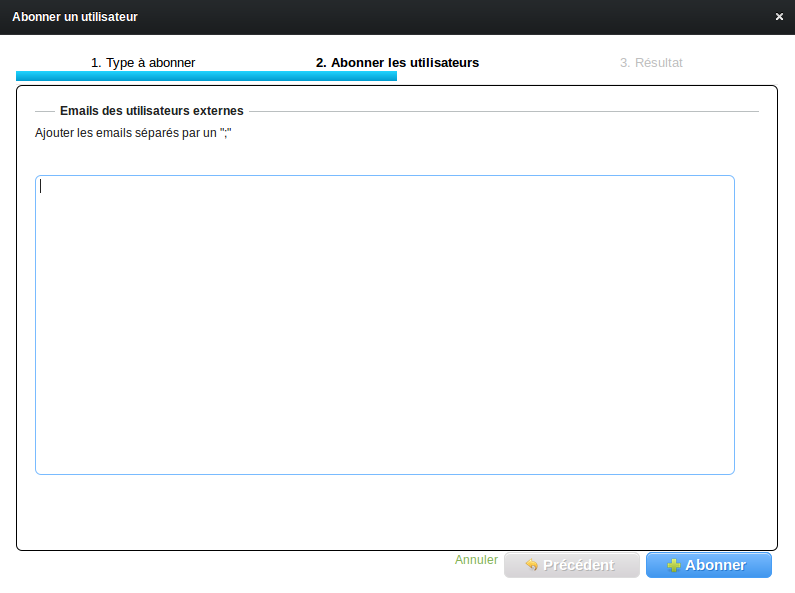 Abonner un utilisateur ×
1. Type à abonner 2. Abonner les utilisateurs 3. Résultat
Emails des utilisateurs externes
Ajouter les emails séparés par un ";"
Annuler Précédent Abonner